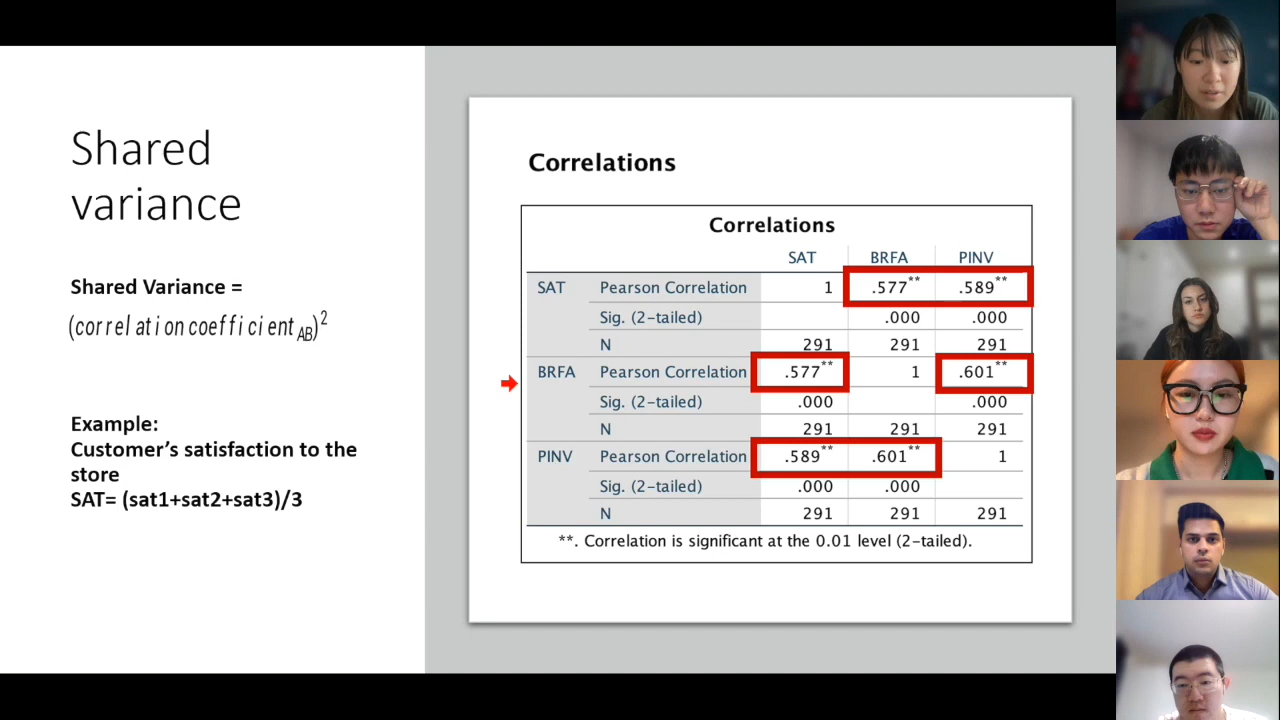 Shared
variance
Shared Variance =
(correlation coefficient AB)²
Example:
Customer's satisfaction to the
store
SAT= (sat1+sat2+sat3)/3
Correlations
Correlations
SAT BRFA PINV
SAT Pearson Correlation 1 .577** .589**
Sig. (2-tailed) .000 .000
N 291 291 291
BRFA Pearson Correlation .577** 1 .601**
Sig. (2-tailed) .000 .000
N 291 291 291
PINV Pearson Correlation .589** .601** 1
Sig. (2-tailed) .000 .000
N 291 291 291
**. Correlation is significant at the 0.01 level (2-tailed).